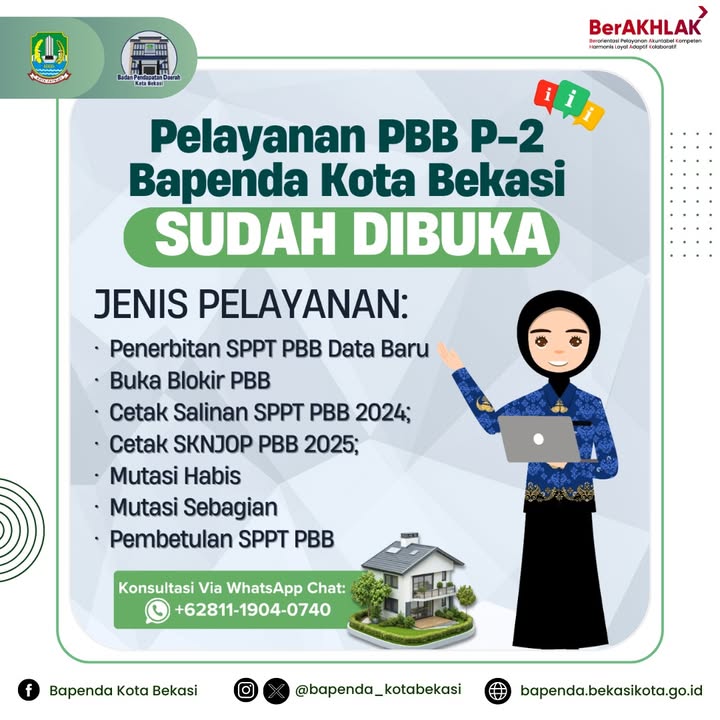 BerAKHLAK
Berorientasi Pelayanan Akuntabel Kompeten
Harmonis Loyal Adaptif Kolaboratif
Badan Pendapatan Daerah
Kota Bekasi
i i i
Pelayanan PBB P-2
Bapenda Kota Bekasi
SUDAH DIBUKA
JENIS PELAYANAN:
· Penerbitan SPPT PBB Data Baru
· Buka Blokir PBB
· Cetak Salinan SPPT PBB 2024;
· Cetak SKNJOP PBB 2025;
· Mutasi Habis
· Mutasi Sebagian
· Pembetulan SPPT PBB
Konsultasi Via WhatsApp Chat:
+62811-1904-0740
Bapenda Kota Bekasi
@bapenda_kotabekasi
bapenda.bekasikota.go.id